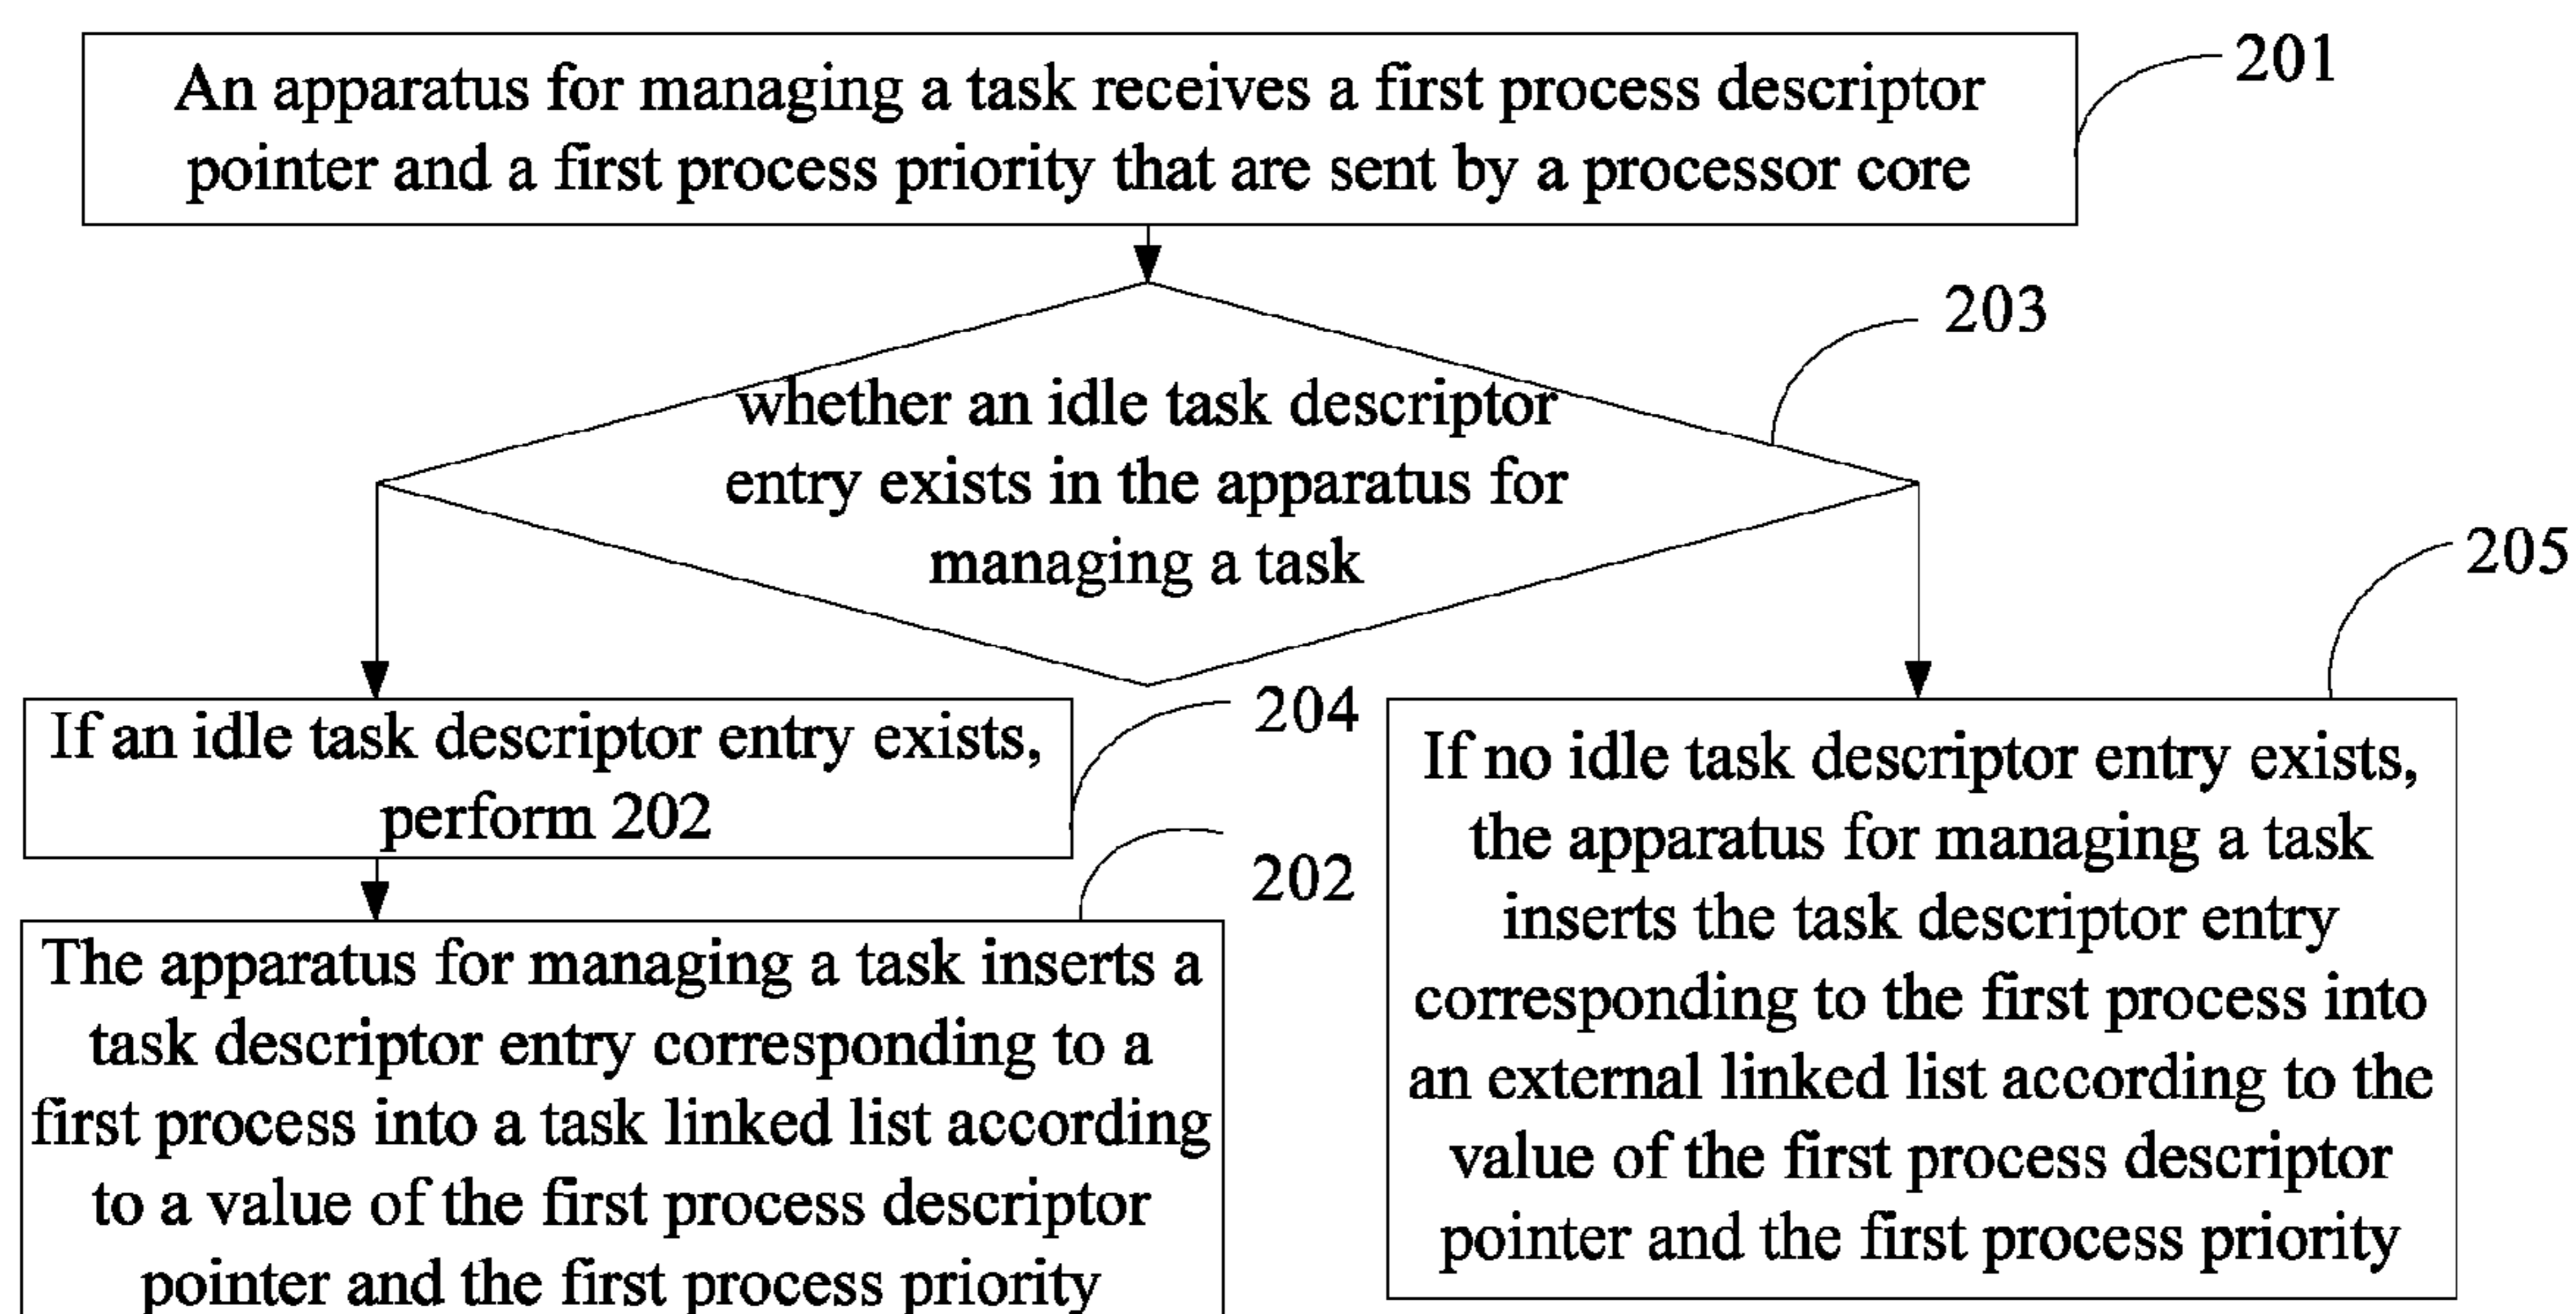 An apparatus for managing a task receives a first process descriptor
pointer and a first process priority that are sent by a processor core
201
203
whether an idle task descriptor
entry exists in the apparatus for
managing a task
205
204
If an idle task descriptor entry exists,
perform 202
202
The apparatus for managing a task inserts a
task descriptor entry corresponding to a
first process into a task linked list according
to a value of the first process descriptor
pointer and the first process priority
If no idle task descriptor entry exists,
the apparatus for managing a task
inserts the task descriptor entry
corresponding to the first process into
an external linked list according to the
value of the first process descriptor
pointer and the first process priority